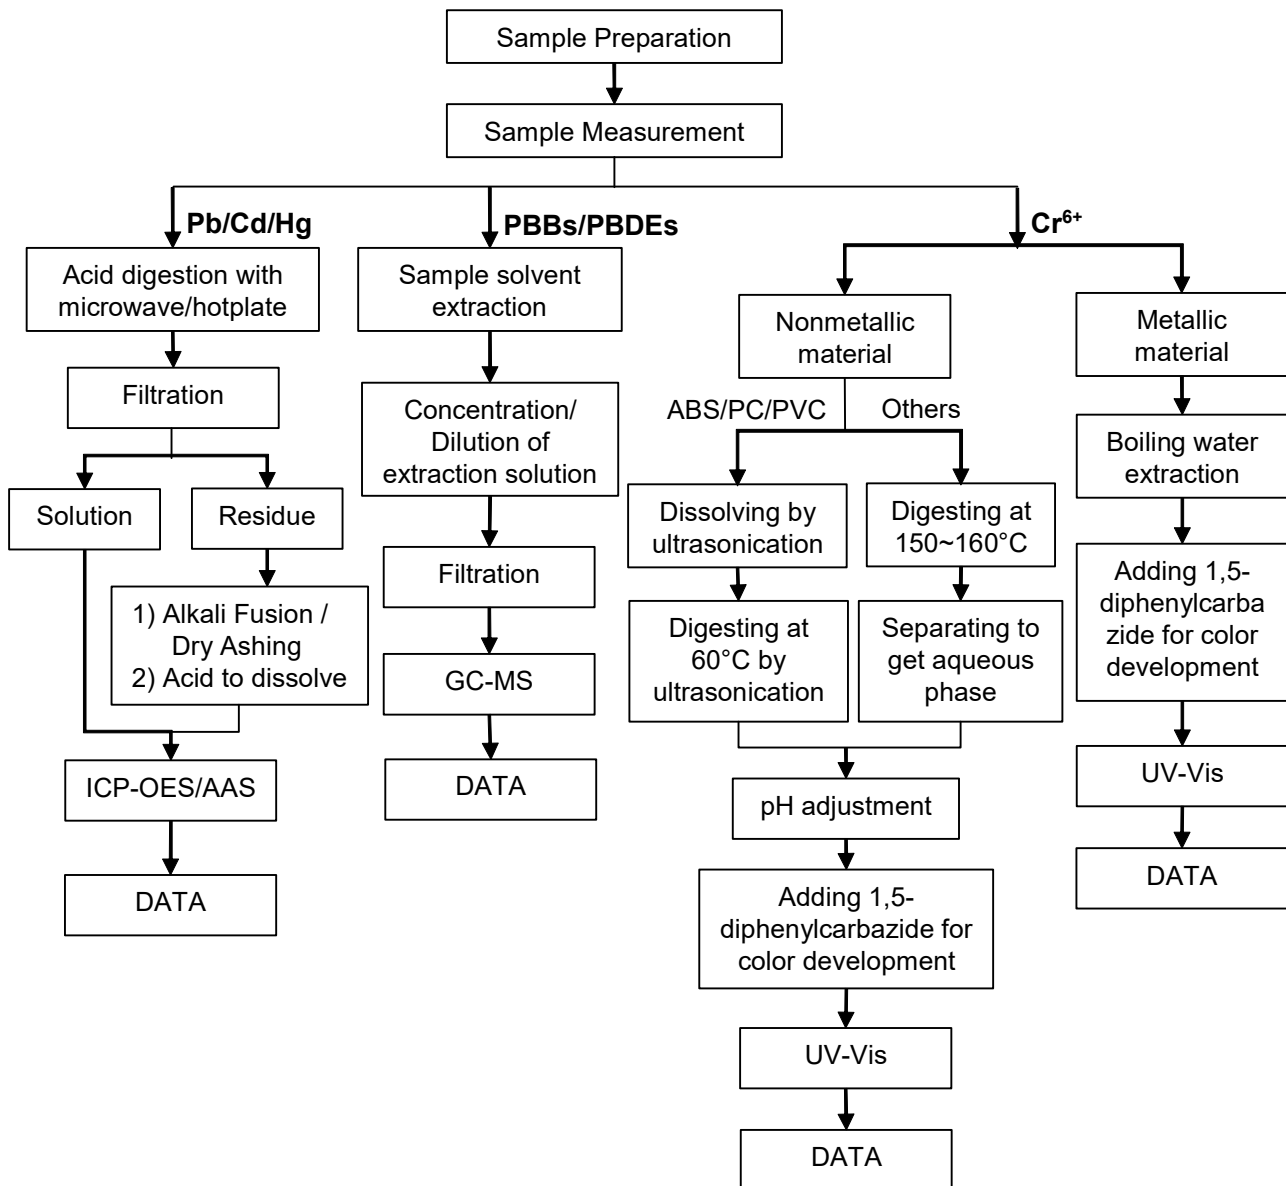 Sample Preparation
Sample Measurement
Pb/Cd/Hg
Acid digestion with
microwave/hotplate
Filtration
Solution
Residue
1) Alkali Fusion /
Dry Ashing
2) Acid to dissolve
ICP-OES/AAS
DATA
PBBs/PBDEs
Sample solvent
extraction
Concentration/
Dilution of
extraction solution
Filtration
GC-MS
DATA
Cr⁶⁺
Nonmetallic
material
ABS/PC/PVC
Others
Dissolving by
ultrasonication
Digesting at
60°C by
ultrasonication
Digesting at
150~160°C
Separating to
get aqueous
phase
pH adjustment
Adding 1,5-
diphenylcarbazide for
color development
UV-Vis
DATA
Metallic
material
Boiling water
extraction
Adding 1,5-
diphenylcarba
zide for color
development
UV-Vis
DATA